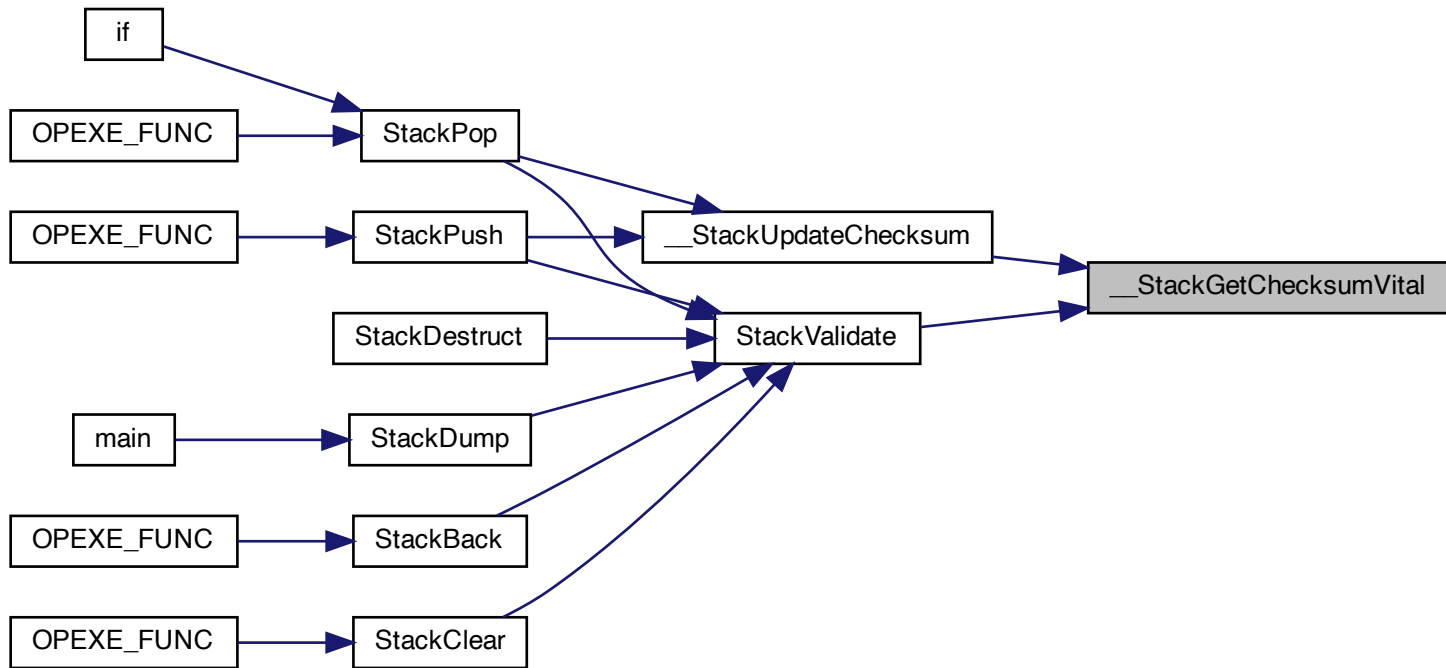 if
OPEXE_FUNC
StackPop
OPEXE_FUNC
StackPush
__StackUpdateChecksum
__StackGetChecksumVital
StackDestruct
StackValidate
main
StackDump
OPEXE_FUNC
StackBack
OPEXE_FUNC
StackClear